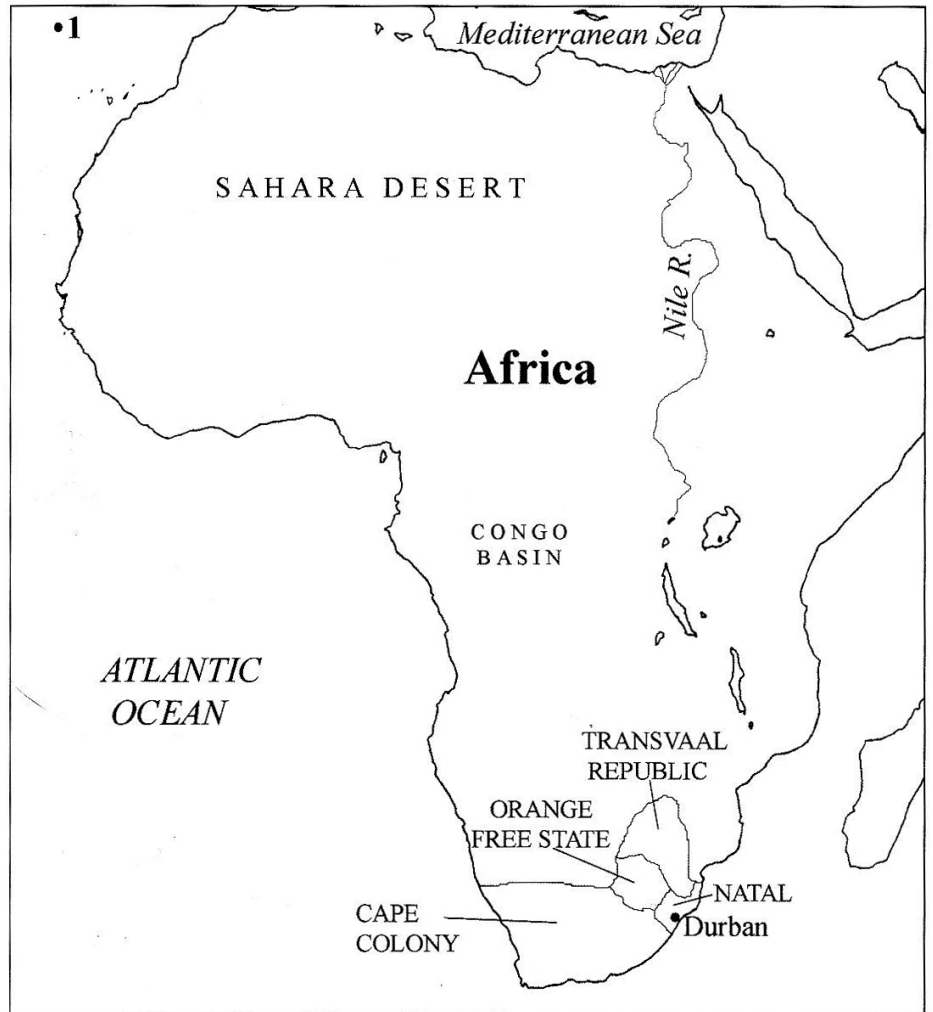 •1
Mediterranean Sea
SAHARA DESERT
Nile R.
Africa
CONGO
BASIN
ATLANTIC
OCEAN
TRANSVAAL
REPUBLIC
ORANGE
FREE STATE
NATAL
CAPE
COLONY
Durban